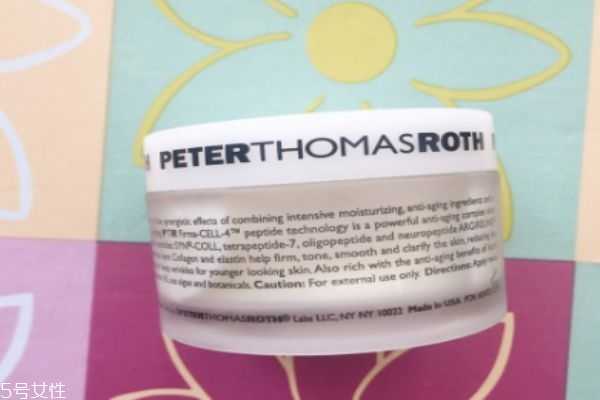 H PETERTHOMASROTH
synergistic effects of combining intensive moisturizing, anti-aging ingredients
Firma-CELL-4™ peptide technology is a powerful anti-aging complex
SYN®-COLL, tetrapeptide-7, oligopeptide and neuropeptide
Collagen and elastin help firm, tone, smooth and clarify the skin,
wrinkles for younger looking skin. Also rich with the anti-aging benefits of
algae and botanicals. Caution: For external use only. Directions: Apply
PETERTHOMASROTH® Labs LLC, NY NY 10022 Made in USA
5号女性